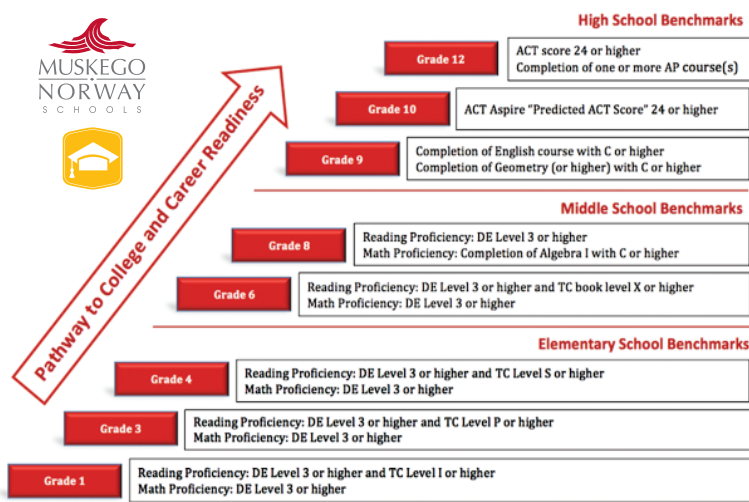 High School Benchmarks
MUSKEGO
NORWAY
SCHOOLS
Pathway to College and Career Readiness
Grade 12
ACT score 24 or higher
Completion of one or more AP course(s)
Grade 10
ACT Aspire “Predicted ACT Score” 24 or higher
Grade 9
Completion of English course with C or higher
Completion of Geometry (or higher) with C or higher
Middle School Benchmarks
Grade 8
Reading Proficiency: DE Level 3 or higher
Math Proficiency: Completion of Algebra I with C or higher
Grade 6
Reading Proficiency: DE Level 3 or higher and TC book level X or higher
Math Proficiency: DE Level 3 or higher
Elementary School Benchmarks
Grade 4
Reading Proficiency: DE Level 3 or higher and TC Level S or higher
Math Proficiency: DE Level 3 or higher
Grade 3
Reading Proficiency: DE Level 3 or higher and TC Level P or higher
Math Proficiency: DE Level 3 or higher
Grade 1
Reading Proficiency: DE Level 3 or higher and TC Level I or higher
Math Proficiency: DE Level 3 or higher